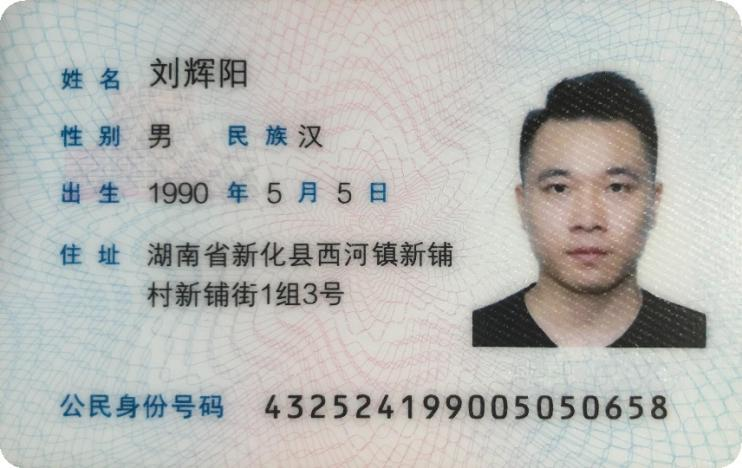 姓名 刘辉阳
性别 男 民族 汉
出生 1990 年 5 月 5 日
住址 湖南省新化县西河镇新铺
村新铺街1组3号
公民身份号码 432524199005050658